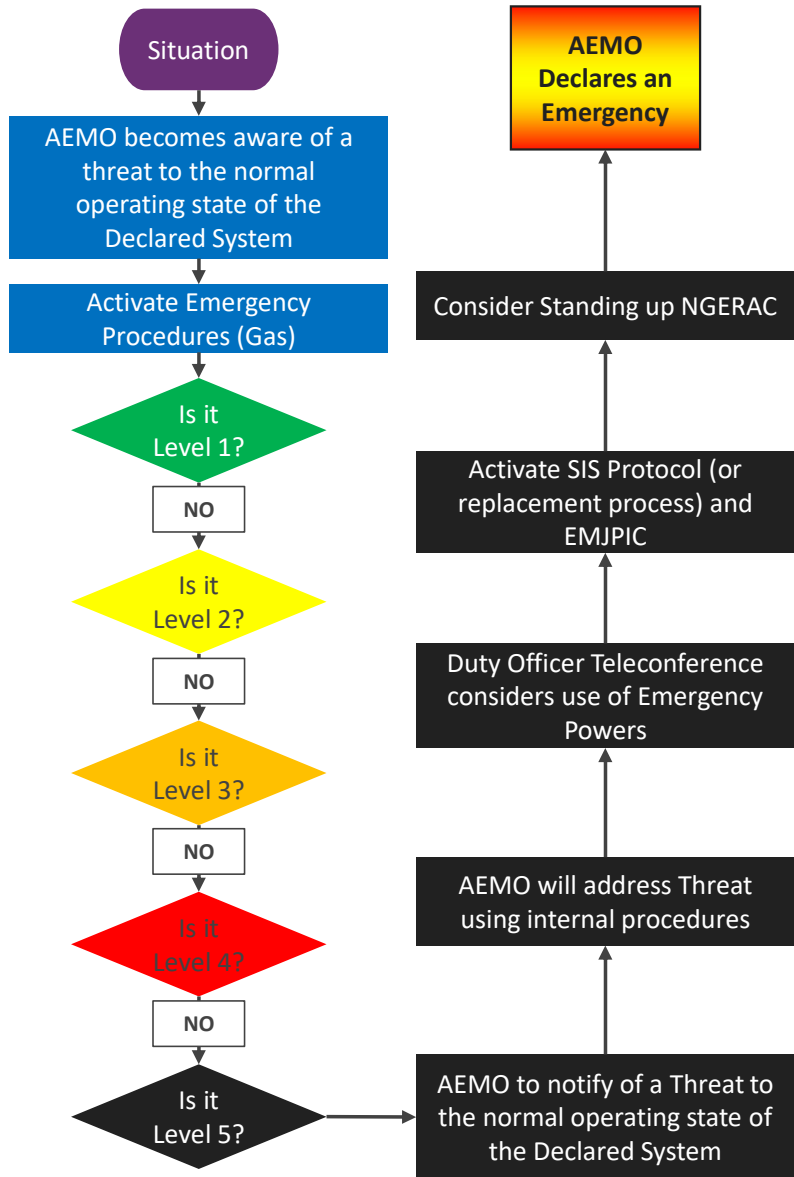 Situation
AEMO becomes aware of a
threat to the normal
operating state of the
Declared System
Activate Emergency
Procedures (Gas)
Is it
Level 1?
NO
Is it
Level 2?
NO
Is it
Level 3?
NO
Is it
Level 4?
NO
Is it
Level 5?
AEMO to notify of a Threat to
the normal operating state of
the Declared System
AEMO will address Threat
using internal procedures
Duty Officer Teleconference
considers use of Emergency
Powers
Activate SIS Protocol (or
replacement process) and
EMJPIC
Consider Standing up NGERAC
AEMO
Declares an
Emergency